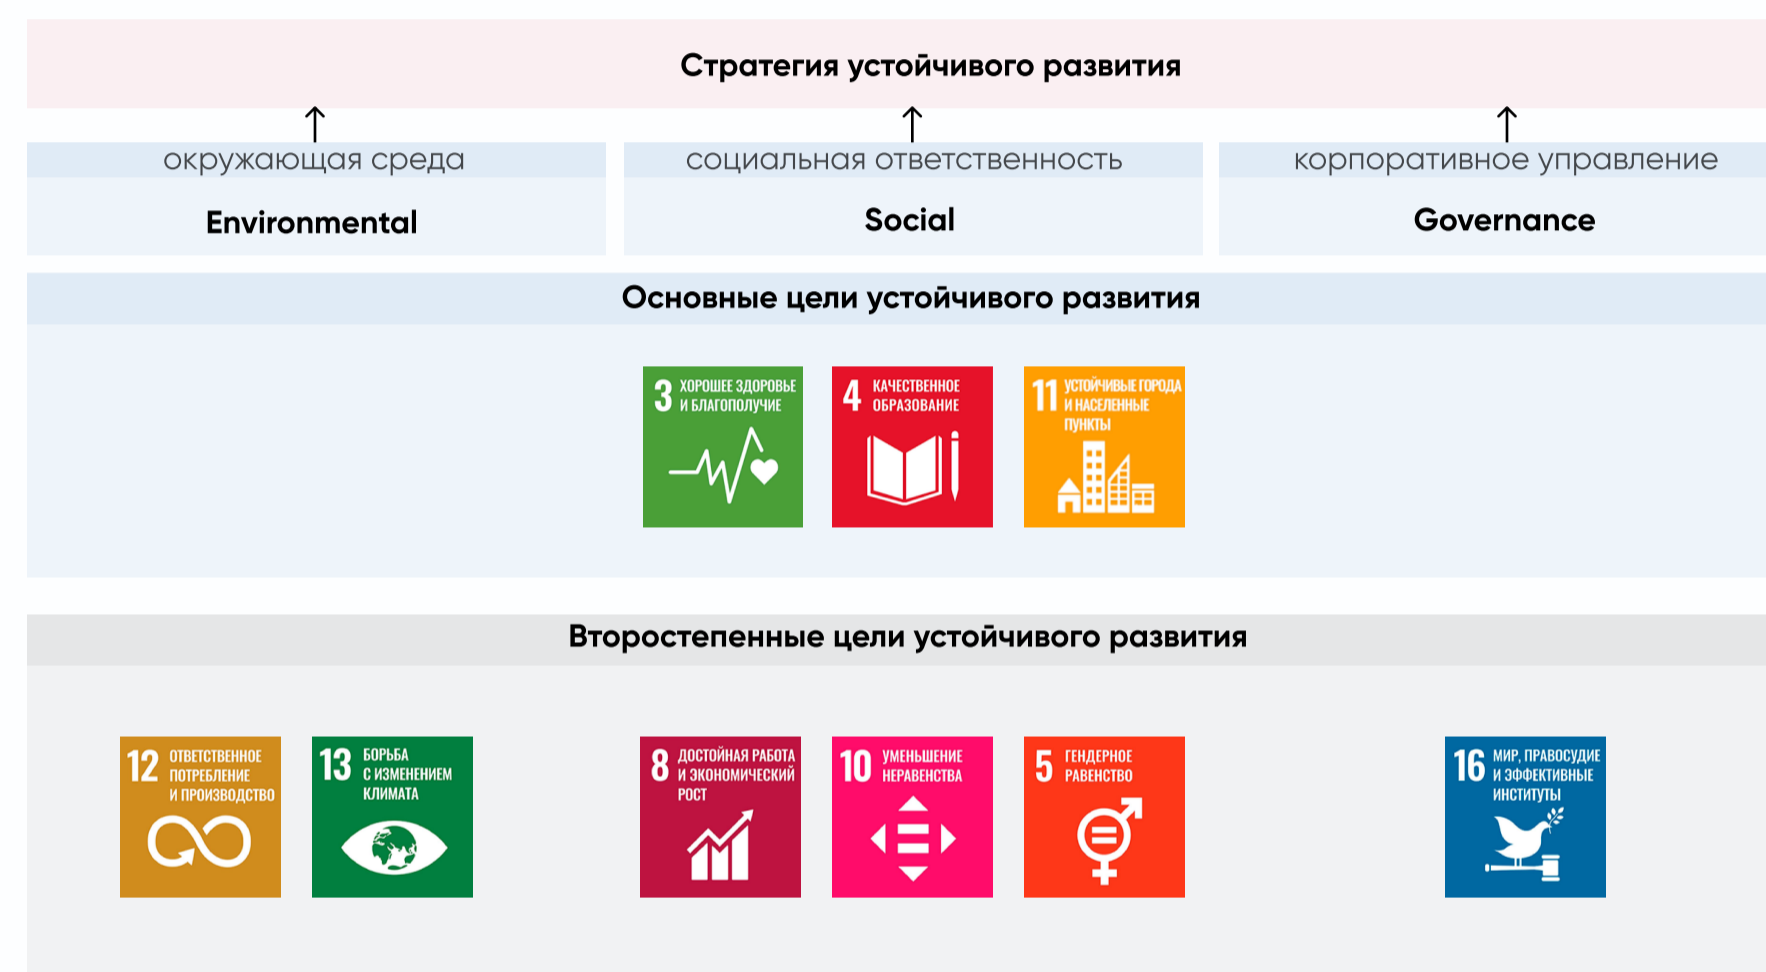 Стратегия устойчивого развития
окружающая среда
Environmental
социальная ответственность
Social
корпоративное управление
Governance
Основные цели устойчивого развития
3 ХОРОШЕЕ ЗДОРОВЬЕ
И БЛАГОПОЛУЧИЕ
4 КАЧЕСТВЕННОЕ
ОБРАЗОВАНИЕ
11 УСТОЙЧИВЫЕ ГОРОДА
И НАСЕЛЕННЫЕ
ПУНКТЫ
Второстепенные цели устойчивого развития
12 ОТВЕТСТВЕННОЕ
ПОТРЕБЛЕНИЕ
И ПРОИЗВОДСТВО
13 БОРЬБА
С ИЗМЕНЕНИЕМ
КЛИМАТА
8 ДОСТОЙНАЯ РАБОТА
И ЭКОНОМИЧЕСКИЙ
РОСТ
10 УМЕНЬШЕНИЕ
НЕРАВЕНСТВА
5 ГЕНДЕРНОЕ
РАВЕНСТВО
16 МИР, ПРАВОСУДИЕ
И ЭФФЕКТИВНЫЕ
ИНСТИТУТЫ